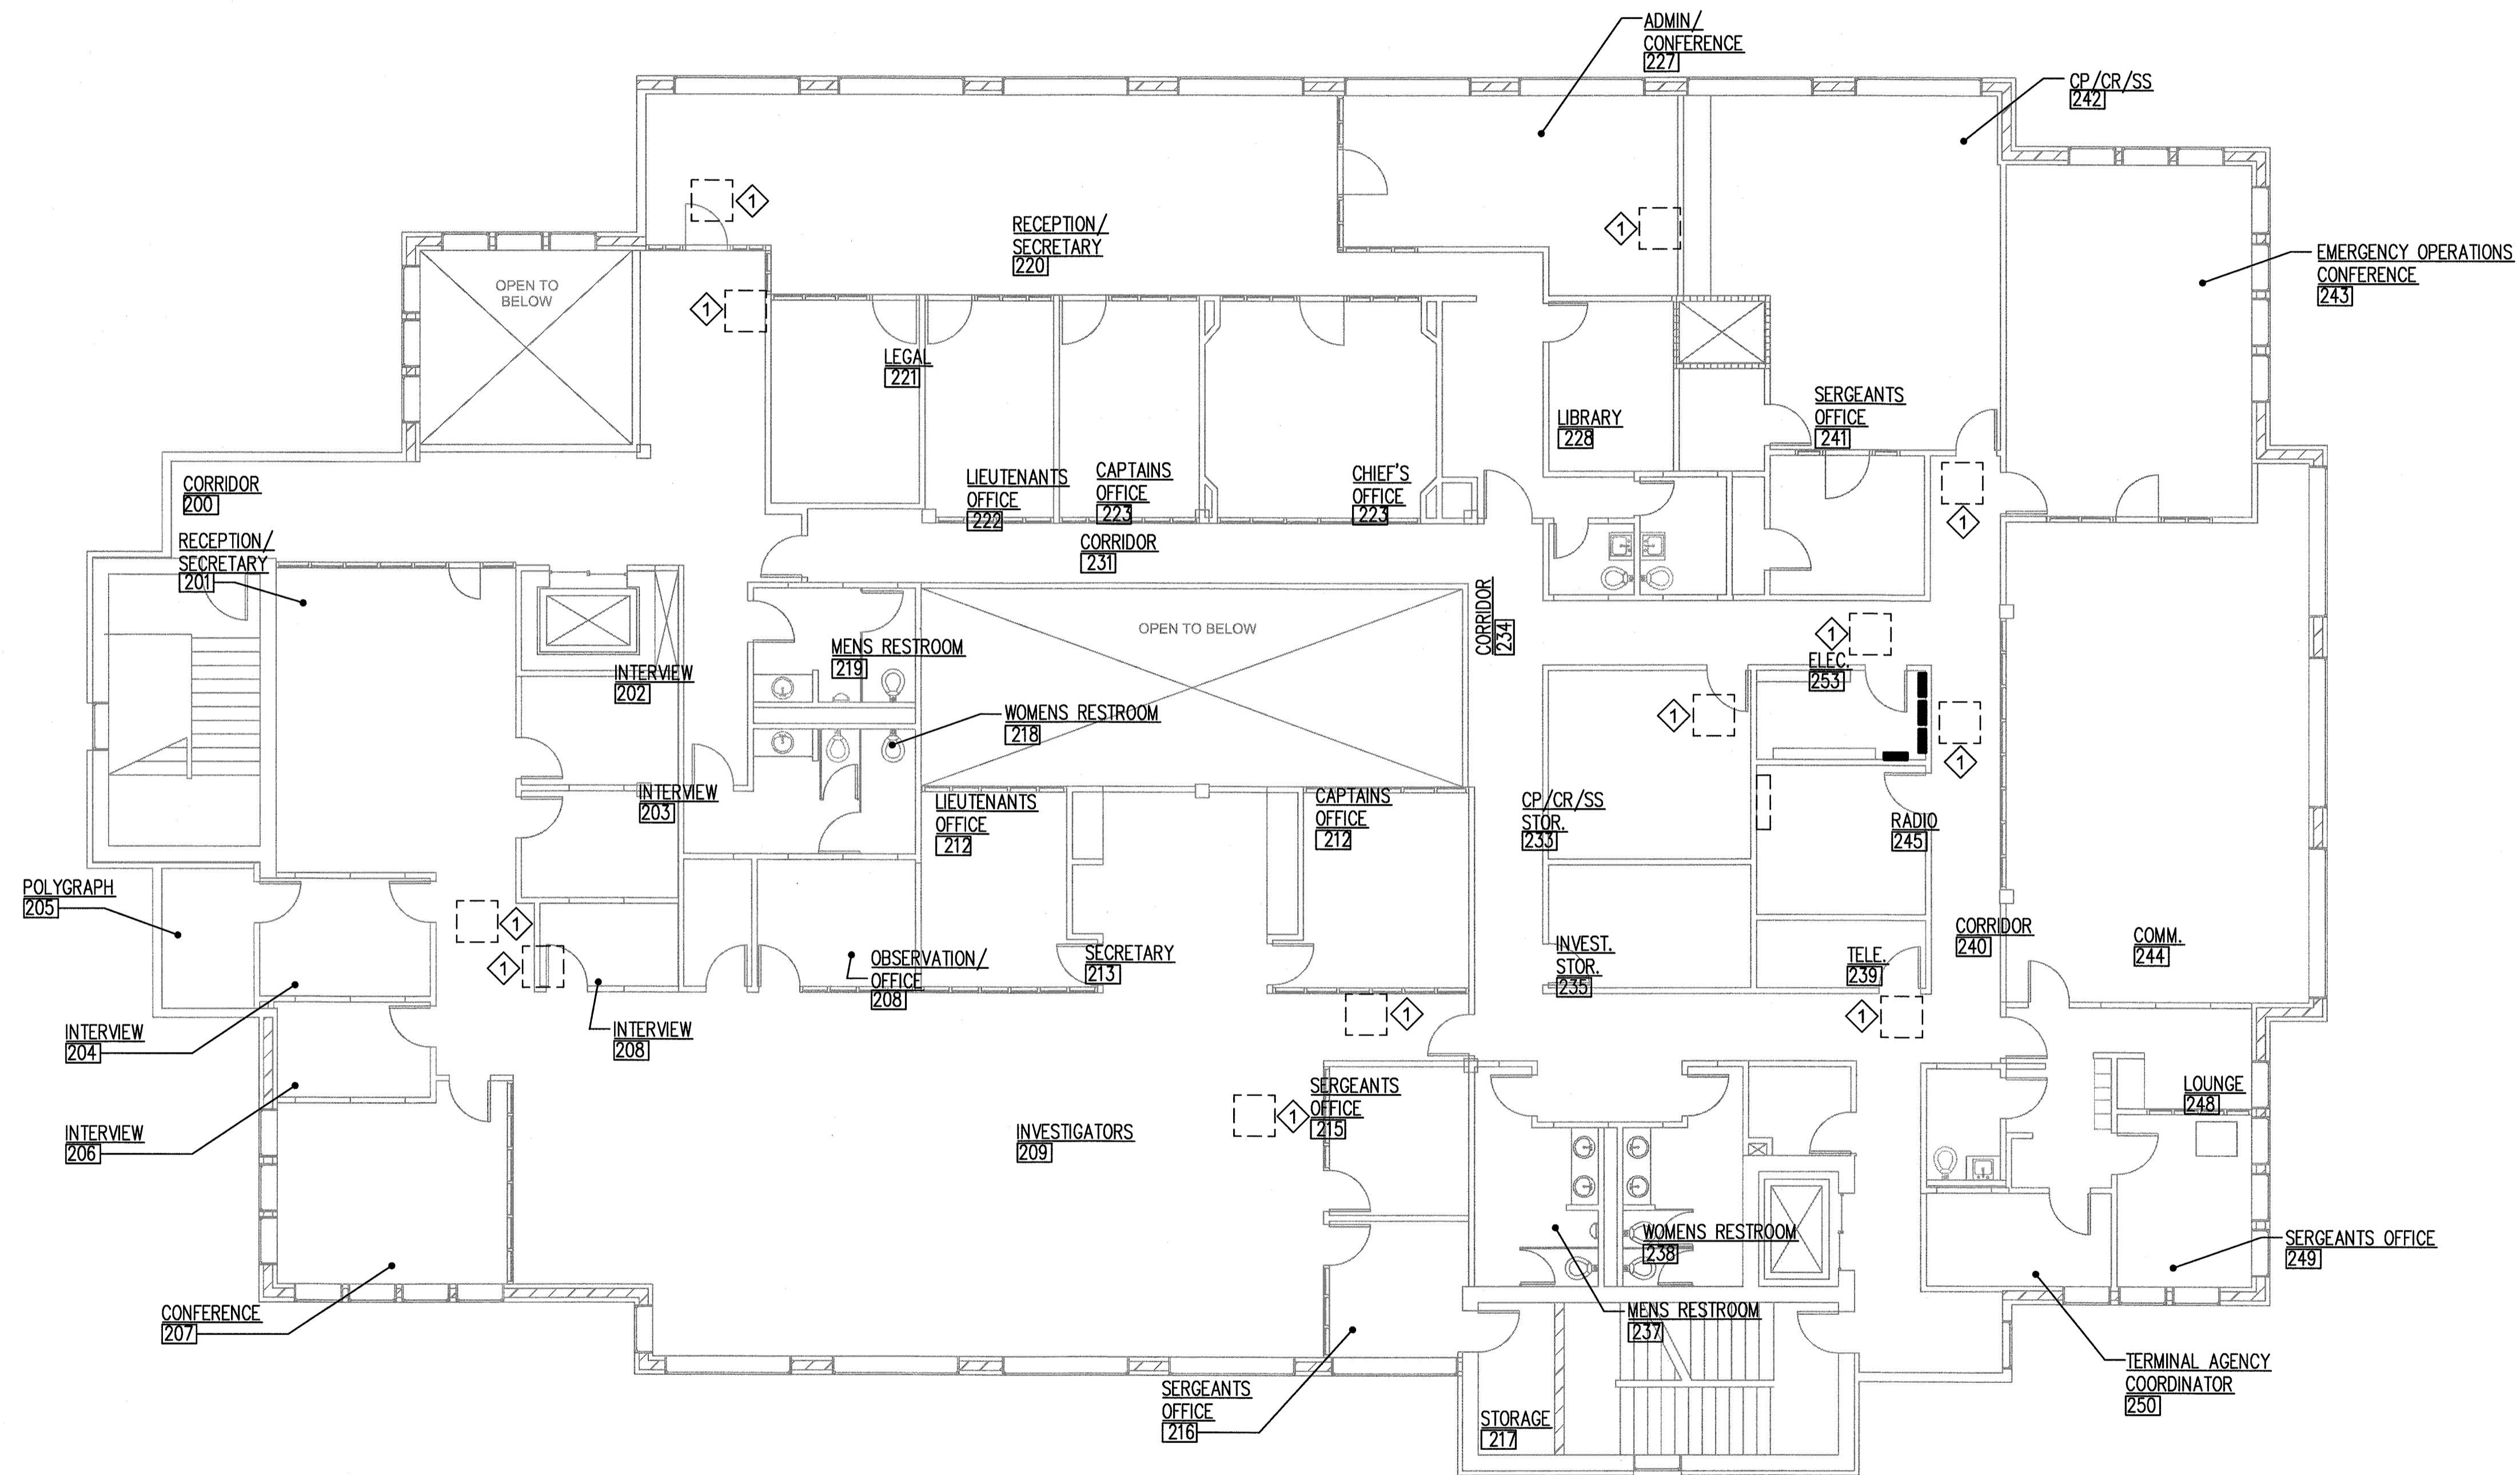 ADMIN/
CONFERENCE
227
CP/CR/SS
242
1
RECEPTION/
SECRETARY
220
1
EMERGENCY OPERATIONS
CONFERENCE
243
OPEN TO
BELOW
1
LEGAL
221
LIBRARY
228
SERGEANTS
OFFICE
241
CORRIDOR
200
LIEUTENANTS
OFFICE
222
CAPTAINS
OFFICE
223
CHIEF'S
OFFICE
223
1
RECEPTION/
SECRETARY
201
CORRIDOR
231
CORRIDOR
234
OPEN TO BELOW
1
MENS RESTROOM
219
INTERVIEW
202
ELEC.
253
WOMENS RESTROOM
218
1
1
INTERVIEW
203
LIEUTENANTS
OFFICE
212
CAPTAINS
OFFICE
212
CP/CR/SS
STOR.
233
RADIO
245
POLYGRAPH
205
1
1
OBSERVATION/
OFFICE
208
SECRETARY
213
INVEST.
STOR.
235
TELE.
239
CORRIDOR
240
COMM.
244
INTERVIEW
204
INTERVIEW
208
1
1
INTERVIEW
206
INVESTIGATORS
209
1
SERGEANTS
OFFICE
215
LOUNGE
248
WOMENS RESTROOM
238
SERGEANTS OFFICE
249
CONFERENCE
207
MENS RESTROOM
237
SERGEANTS
OFFICE
216
STORAGE
217
TERMINAL AGENCY
COORDINATOR
250